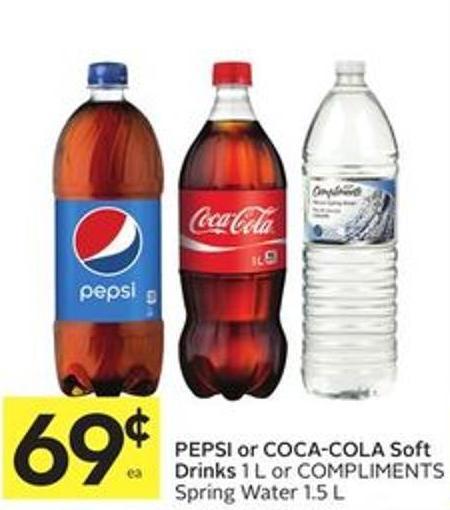 pepsi
Coca-Cola
1 L
Compliments
69¢
ea
PEPSI or COCA-COLA Soft
Drinks 1 L or COMPLIMENTS
Spring Water 1.5 L